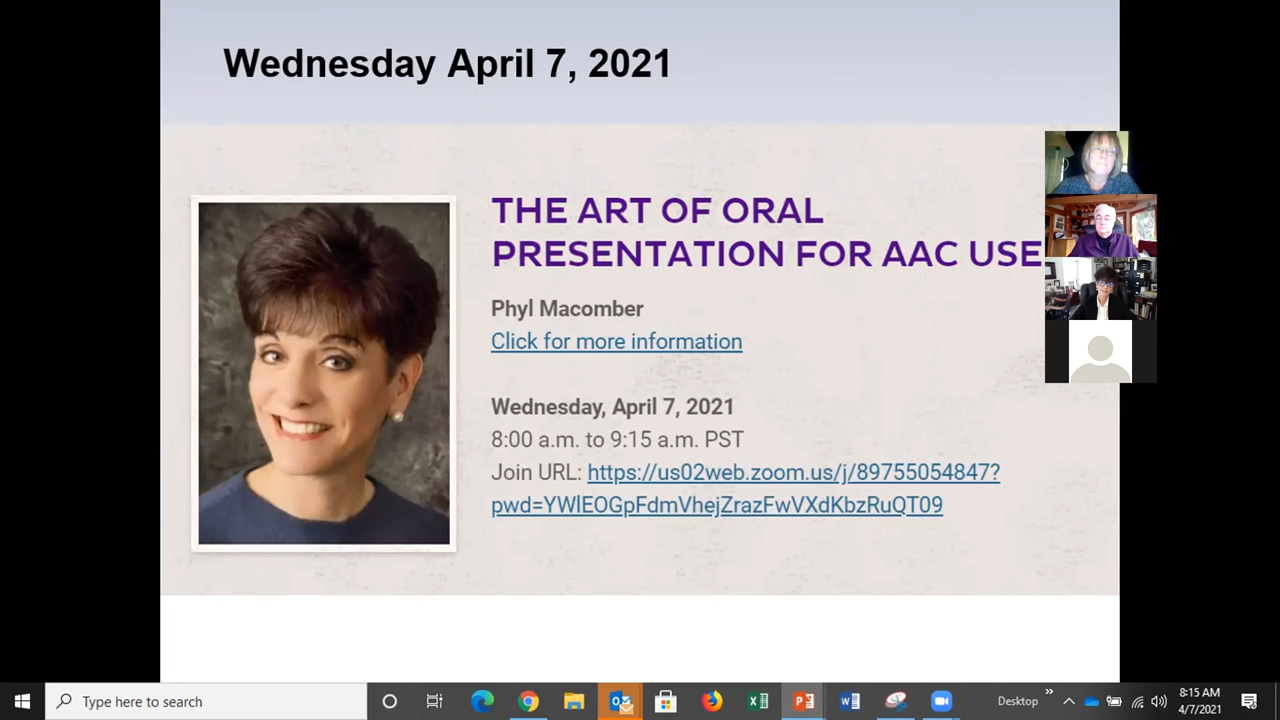 Wednesday April 7, 2021
THE ART OF ORAL
PRESENTATION FOR AAC USE
Phyl Macomber
Click for more information
Wednesday, April 7, 2021
8:00 a.m. to 9:15 a.m. PST
Join URL: https://us02web.zoom.us/j/89755054847?
pwd=YWlEOGpFdmVhejZrazFwVXdKbzRuQT09
Type here to search
Desktop
8:15 AM
4/7/2021